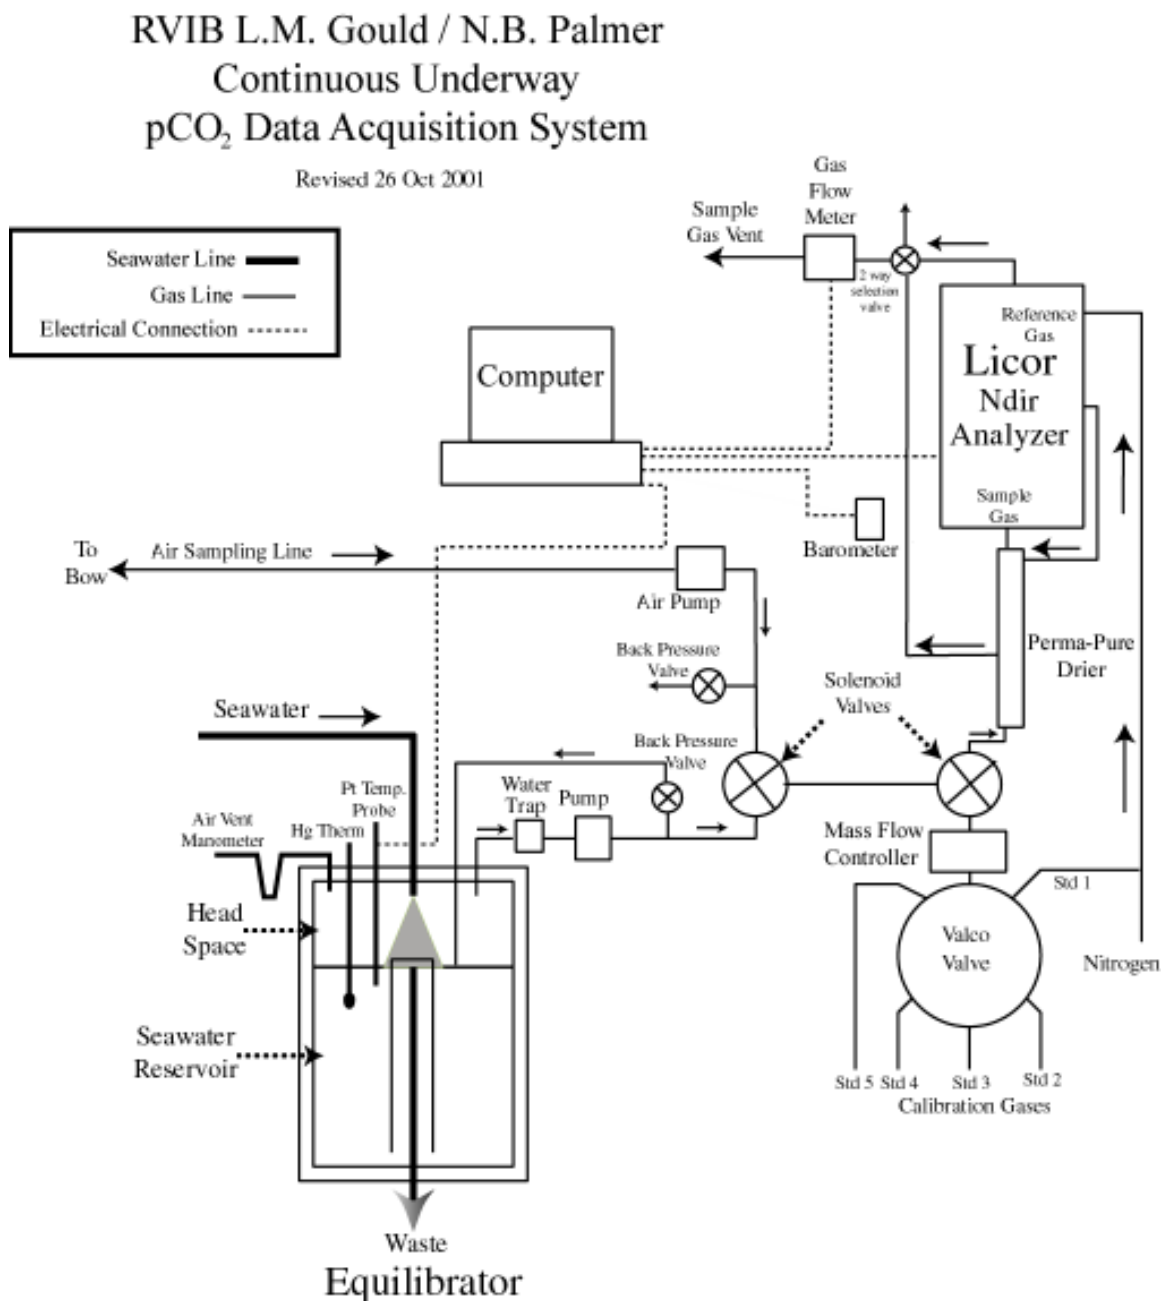 RVIB L.M. Gould / N.B. Palmer
Continuous Underway
pCO₂ Data Acquisition System
Revised 26 Oct 2001
Seawater Line
Gas Line
Electrical Connection
Gas
Flow
Meter
Sample
Gas Vent
2 way
selection
valve
Reference
Gas
Licor
Ndir
Analyzer
Sample
Gas
Computer
Barometer
To
Bow
Air Sampling Line
Air Pump
Back Pressure
Valve
Solenoid
Valves
Perma-Pure
Drier
Seawater
Back Pressure
Valve
Pt Temp.
Probe
Water
Trap
Pump
Air Vent
Manometer
Hg Therm
Mass Flow
Controller
Std 1
Head
Space
Valco
Valve
Nitrogen
Seawater
Reservoir
Std 5
Std 4
Std 3
Std 2
Calibration Gases
Waste
Equilibrator